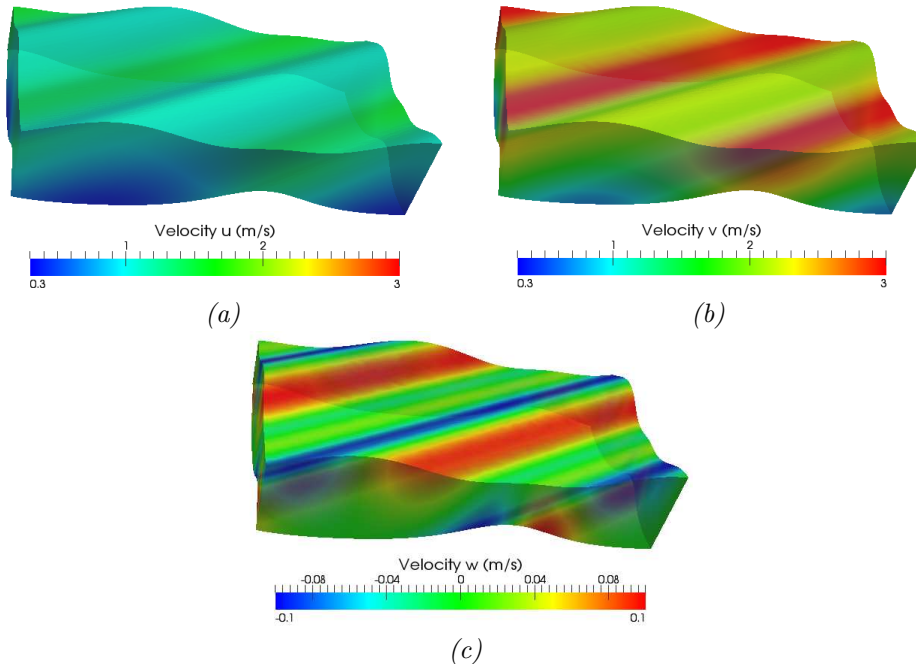 Velocity u (m/s)
1 2
0.3 3
(a)
Velocity v (m/s)
1 2
0.3 3
(b)
Velocity w (m/s)
-0.08 -0.04 0 0.04 0.08
-0.1 0.1
(c)